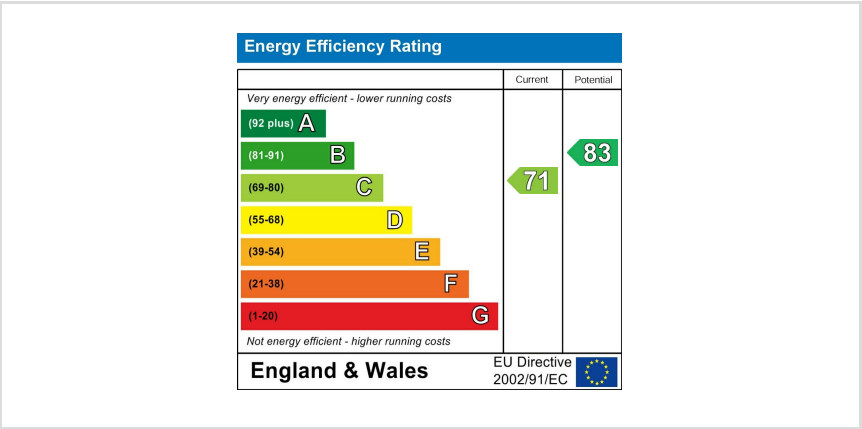 Energy Efficiency Rating
Current Potential
Very energy efficient - lower running costs
(92 plus) A
(81-91) B
83
(69-80) C
71
(55-68) D
(39-54) E
(21-38) F
(1-20) G
Not energy efficient - higher running costs
England & Wales
EU Directive
2002/91/EC